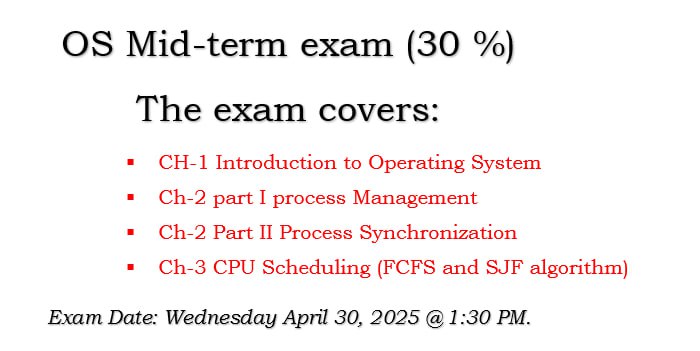 OS Mid-term exam (30 %)
The exam covers:
▪ CH-1 Introduction to Operating System
▪ Ch-2 part I process Management
▪ Ch-2 Part II Process Synchronization
▪ Ch-3 CPU Scheduling (FCFS and SJF algorithm)
Exam Date: Wednesday April 30, 2025 @ 1:30 PM.